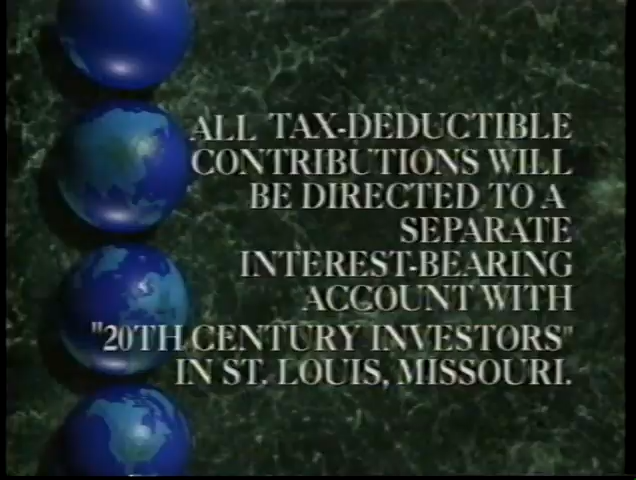 ALL TAX-DEDUCTIBLE
CONTRIBUTIONS WILL
BE DIRECTED TO A
SEPARATE
INTEREST-BEARING
ACCOUNT WITH
"20TH CENTURY INVESTORS"
IN ST. LOUIS, MISSOURI.